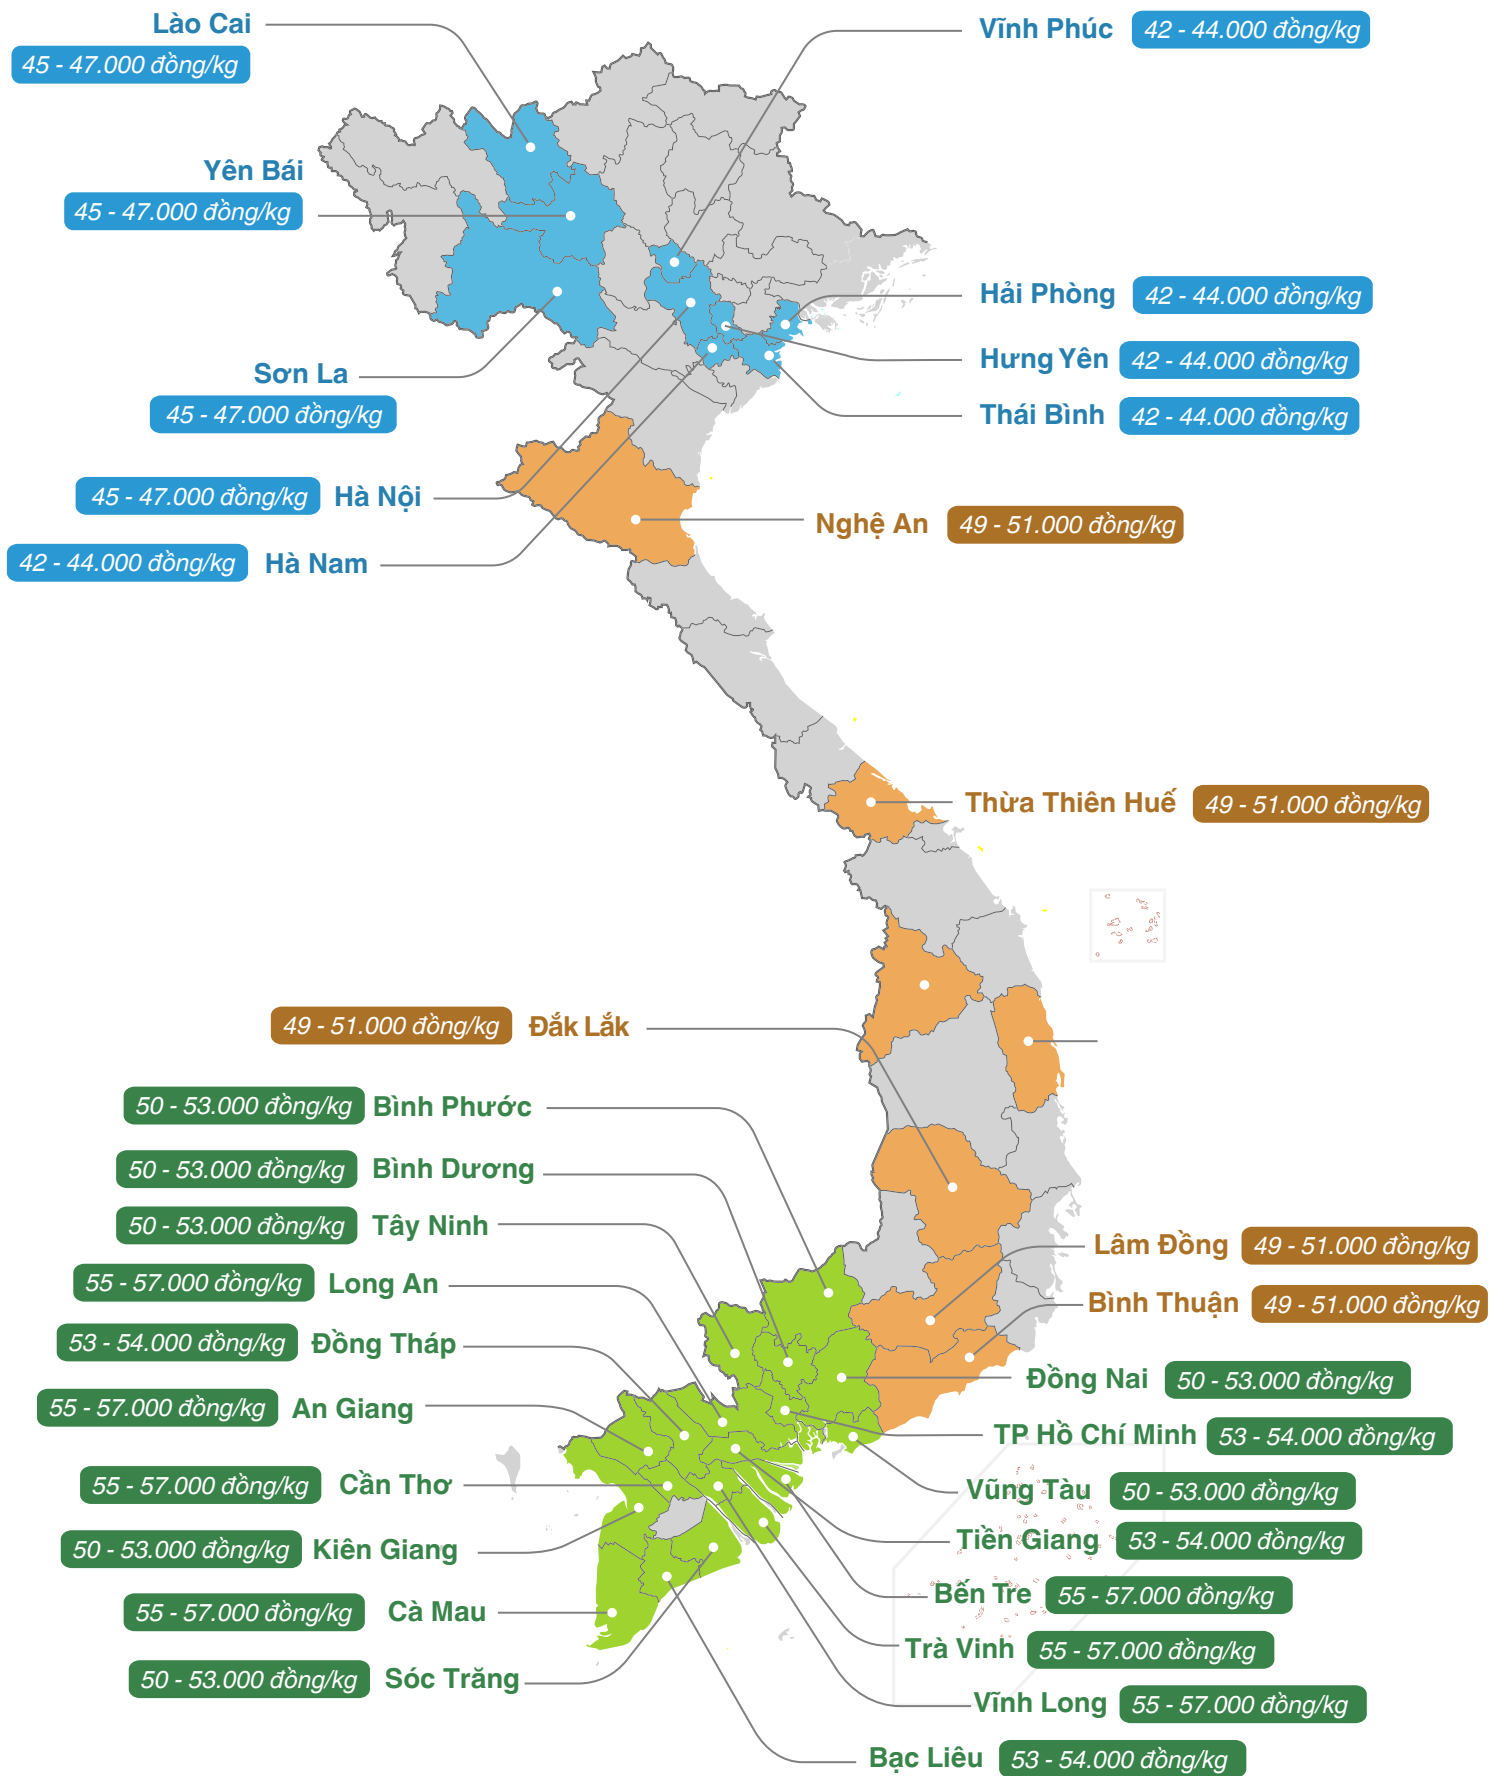 Lào Cai
45 - 47.000 đồng/kg
Vĩnh Phúc 42 - 44.000 đồng/kg
Yên Bái
45 - 47.000 đồng/kg
Hải Phòng 42 - 44.000 đồng/kg
Hưng Yên 42 - 44.000 đồng/kg
Sơn La
45 - 47.000 đồng/kg
Thái Bình 42 - 44.000 đồng/kg
45 - 47.000 đồng/kg Hà Nội
Nghệ An 49 - 51.000 đồng/kg
42 - 44.000 đồng/kg Hà Nam
Thừa Thiên Huế 49 - 51.000 đồng/kg
49 - 51.000 đồng/kg Đắk Lắk
50 - 53.000 đồng/kg Bình Phước
50 - 53.000 đồng/kg Bình Dương
50 - 53.000 đồng/kg Tây Ninh
Lâm Đồng 49 - 51.000 đồng/kg
55 - 57.000 đồng/kg Long An
Bình Thuận 49 - 51.000 đồng/kg
53 - 54.000 đồng/kg Đồng Tháp
Đồng Nai 50 - 53.000 đồng/kg
55 - 57.000 đồng/kg An Giang
TP Hồ Chí Minh 53 - 54.000 đồng/kg
55 - 57.000 đồng/kg Cần Thơ
Vũng Tàu 50 - 53.000 đồng/kg
50 - 53.000 đồng/kg Kiên Giang
Tiền Giang 53 - 54.000 đồng/kg
Bến Tre 55 - 57.000 đồng/kg
55 - 57.000 đồng/kg Cà Mau
Trà Vinh 55 - 57.000 đồng/kg
50 - 53.000 đồng/kg Sóc Trăng
Vĩnh Long 55 - 57.000 đồng/kg
Bạc Liêu 53 - 54.000 đồng/kg